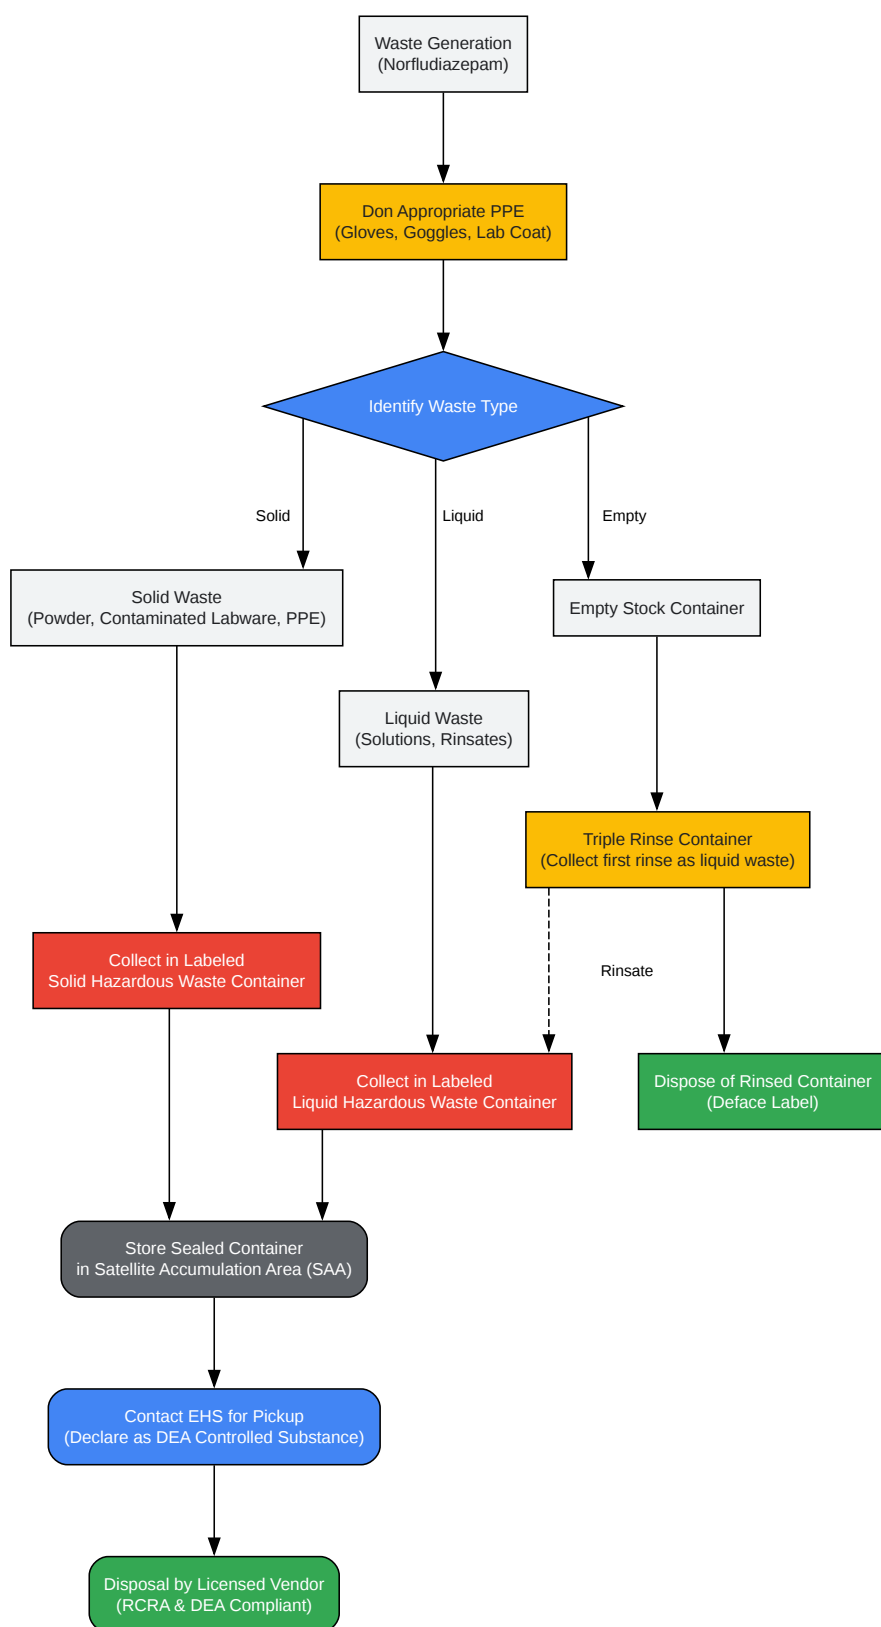 Waste Generation
(Norfludiazepam)
Don Appropriate PPE
(Gloves, Goggles, Lab Coat)
Identify Waste Type
Solid
Liquid
Empty
Solid Waste
(Powder, Contaminated Labware, PPE)
Empty Stock Container
Liquid Waste
(Solutions, Rinsates)
Triple Rinse Container
(Collect first rinse as liquid waste)
Collect in Labeled
Solid Hazardous Waste Container
Rinsate
Collect in Labeled
Liquid Hazardous Waste Container
Dispose of Rinsed Container
(Deface Label)
Store Sealed Container
in Satellite Accumulation Area (SAA)
Contact EHS for Pickup
(Declare as DEA Controlled Substance)
Disposal by Licensed Vendor
(RCRA & DEA Compliant)